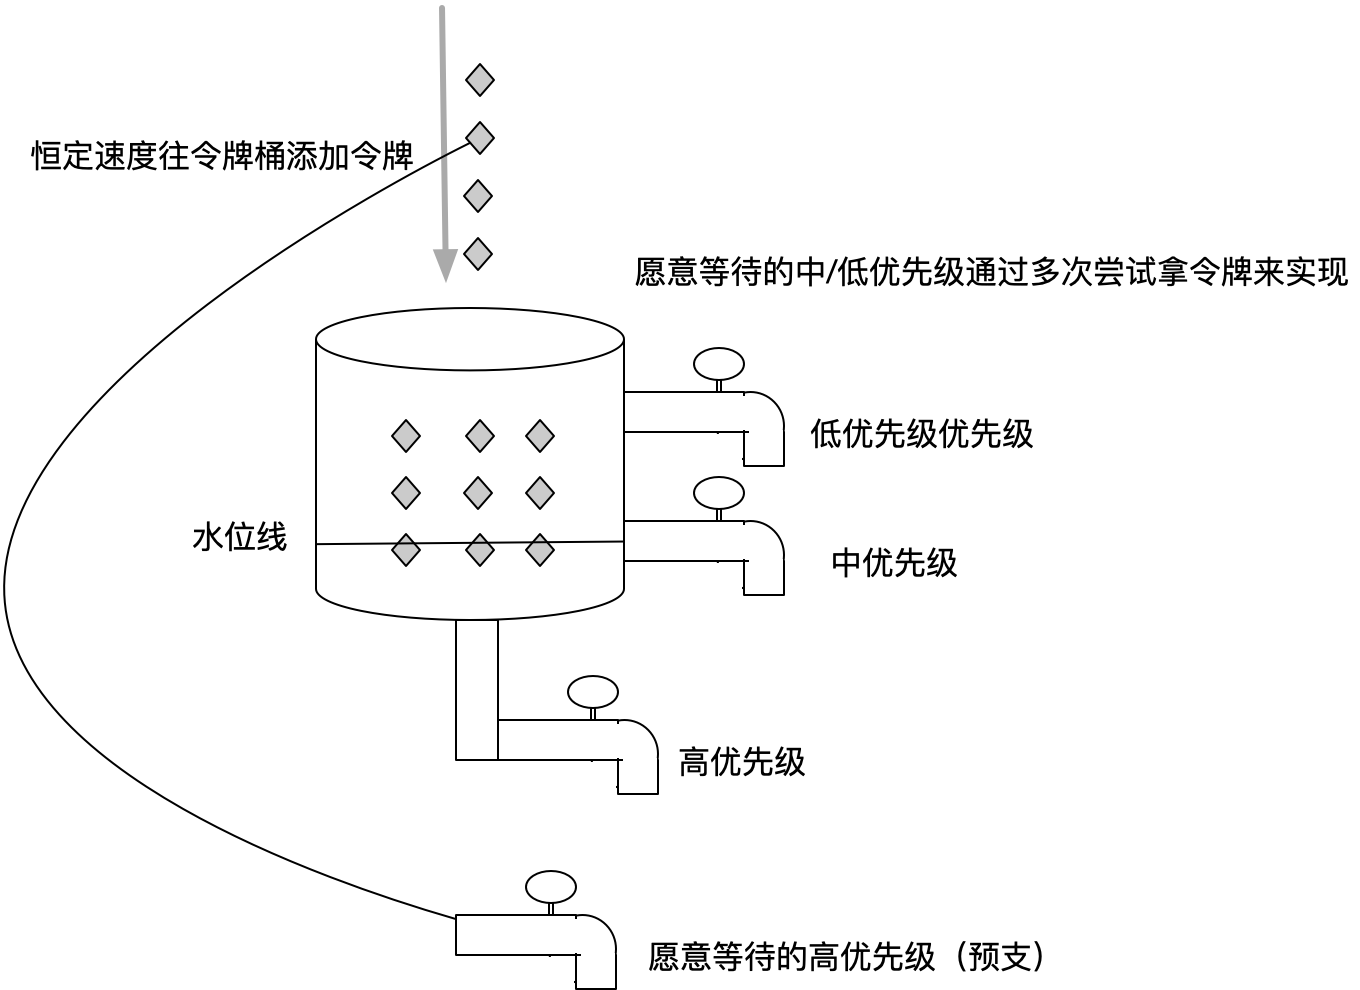 恒定速度往令牌桶添加令牌
愿意等待的中/低优先级通过多次尝试拿令牌来实现
低优先级优先级
水位线
中优先级
高优先级
愿意等待的高优先级（预支）